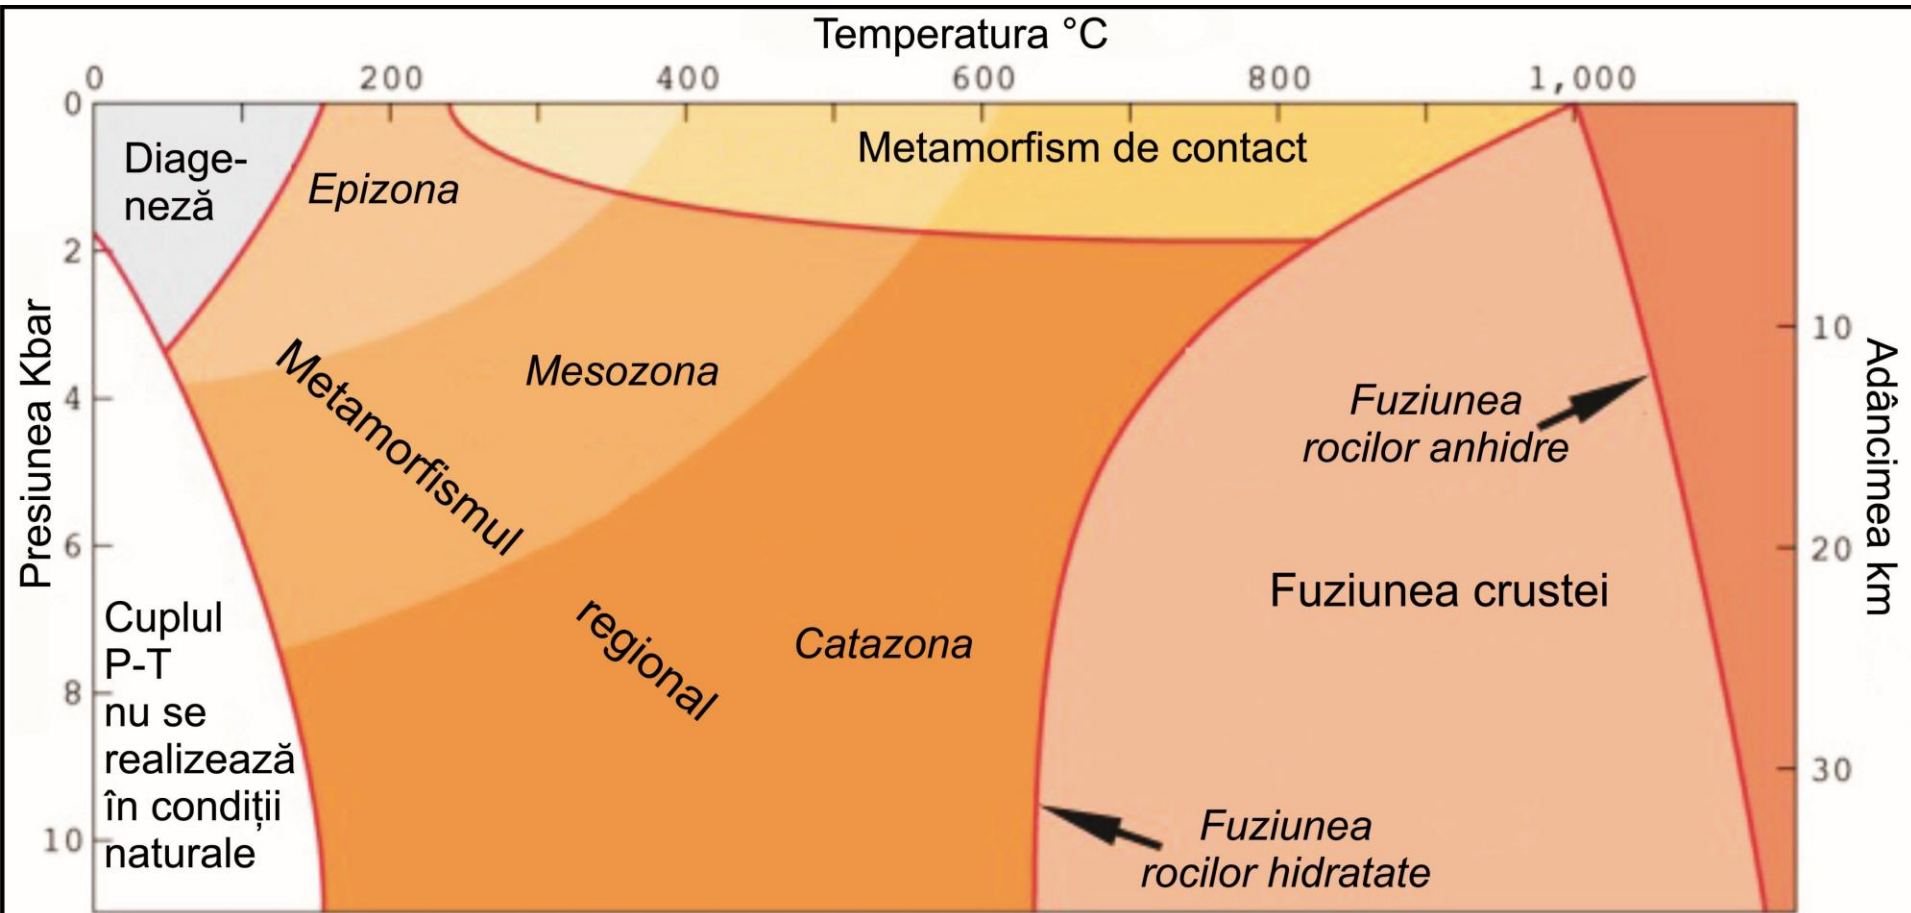 Temperatura °C
0 200 400 600 800 1,000
0
2
4
6
8
10
Presiunea Kbar
10
20
30
Adâncimea km
Diage-
neză
Epizona
Metamorfism de contact
Mesozona
Metamorfismul
regional
Catazona
Fuziunea
rocilor anhidre
Fuziunea crustei
Cuplul
P-T
nu se
realizează
în condiții
naturale
Fuziunea
rocilor hidratate